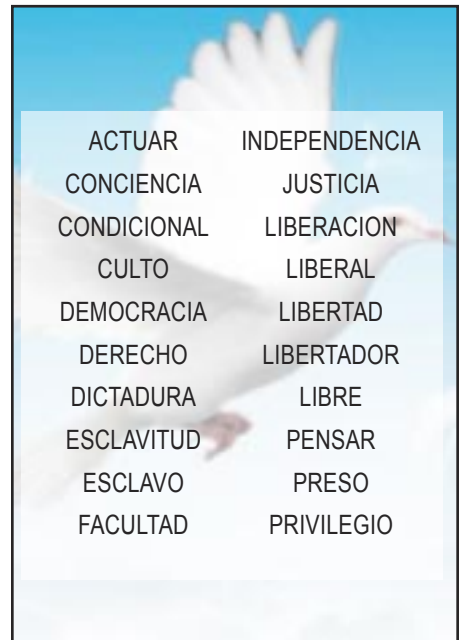 ACTUAR
CONCIENCIA
CONDICIONAL
CULTO
DEMOCRACIA
DERECHO
DICTADURA
ESCLAVITUD
ESCLAVO
FACULTAD
INDEPENDENCIA
JUSTICIA
LIBERACION
LIBERAL
LIBERTAD
LIBERTADOR
LIBRE
PENSAR
PRESO
PRIVILEGIO